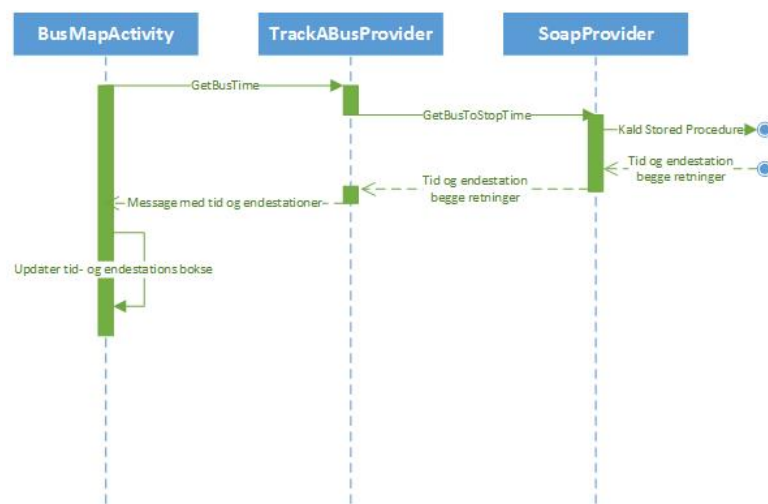 BusMapActivity
TrackABusProvider
SoapProvider
GetBusTime
GetBusToStopTime
Kald Stored Procedure
Tid og endestation
begge retninger
Tid og endestation
begge retninger
Message med tid og endestationer
Updater tid- og endestations bokse